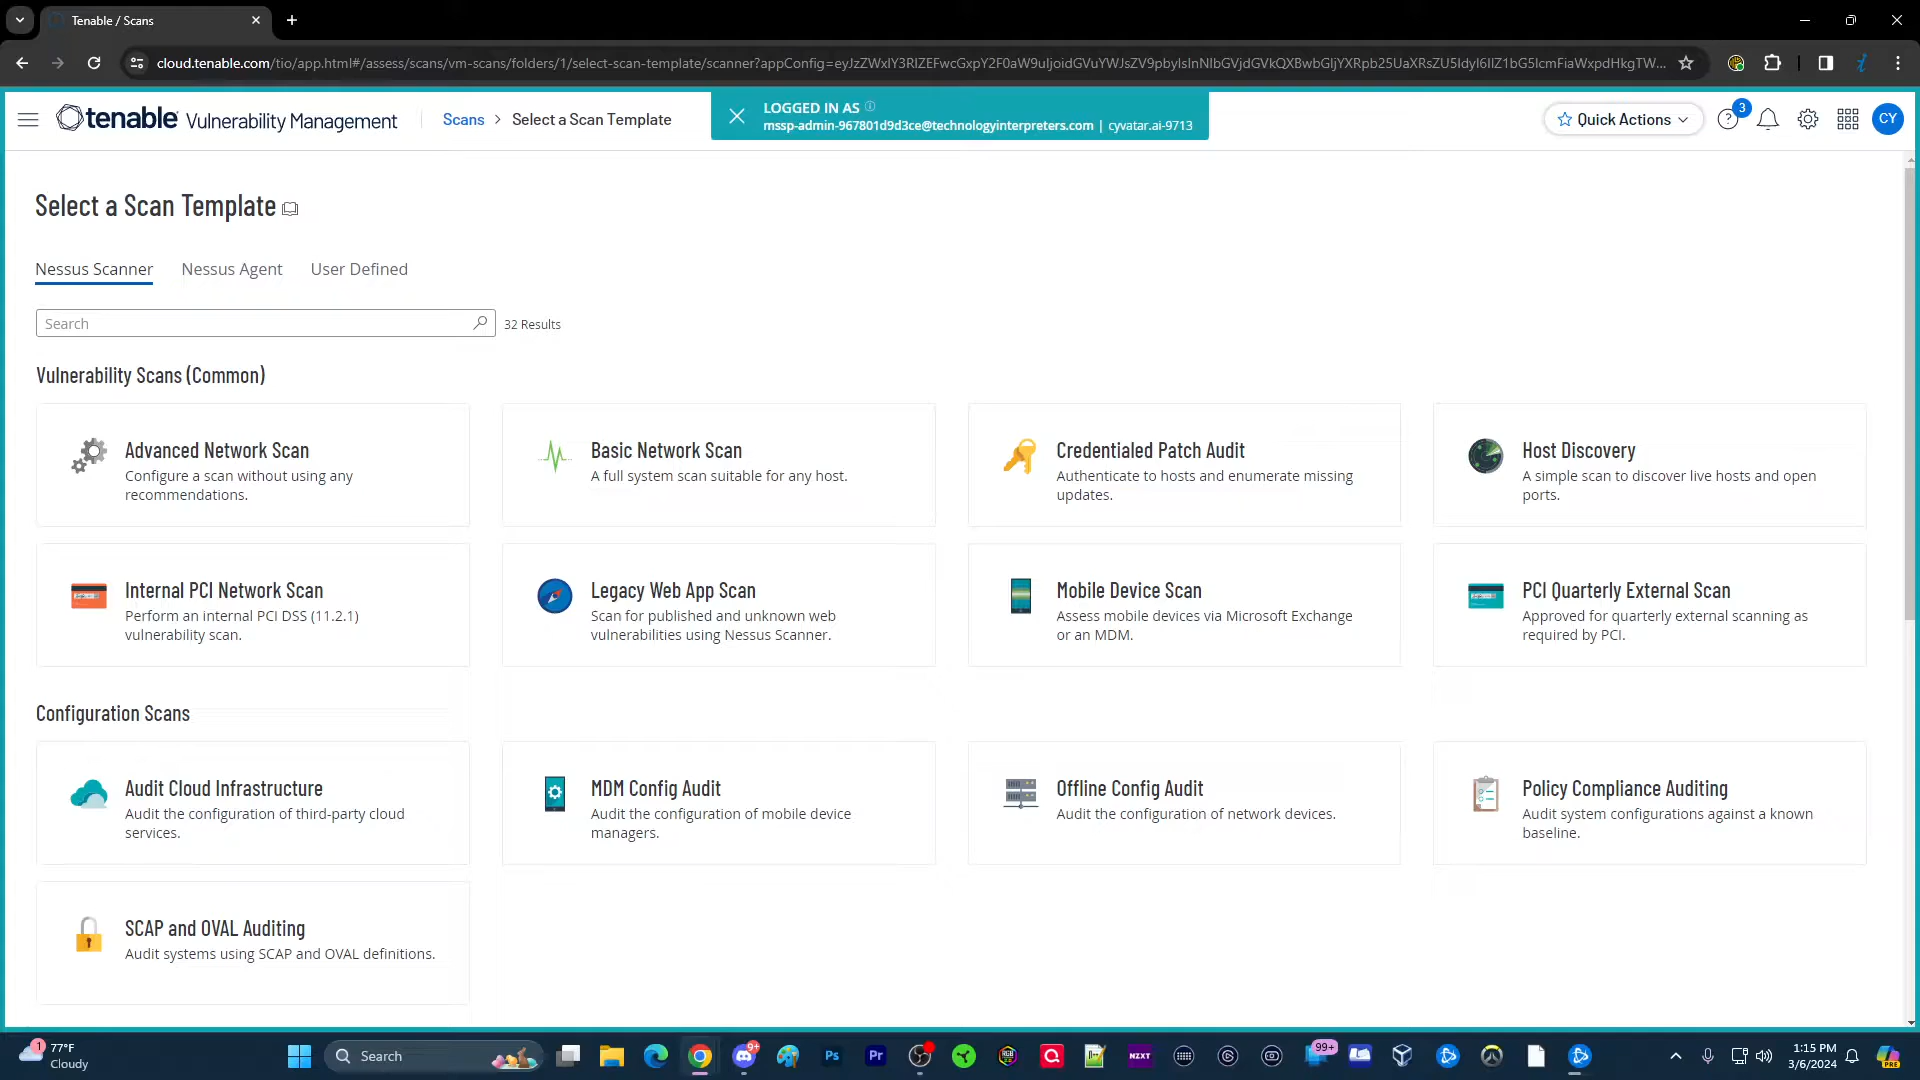 Tenable / Scans
cloud.tenable.com/tio/app.html#/assess/scans/vm-scans/folders/1/select-scan-template/scanner?appConfig=
tenable Vulnerability Management
Scans > Select a Scan Template
LOGGED IN AS
mssp-admin-967801d9d3ce@technologyinterpreters.com | cyvatar.ai-9713
Quick Actions
3
CY
Select a Scan Template
Nessus Scanner
Nessus Agent
User Defined
Search
32 Results
Vulnerability Scans (Common)
Advanced Network Scan
Configure a scan without using any
recommendations.
Basic Network Scan
A full system scan suitable for any host.
Credentialed Patch Audit
Authenticate to hosts and enumerate missing
updates.
Host Discovery
A simple scan to discover live hosts and open
ports.
Internal PCI Network Scan
Perform an internal PCI DSS (11.2.1)
vulnerability scan.
Legacy Web App Scan
Scan for published and unknown web
vulnerabilities using Nessus Scanner.
Mobile Device Scan
Assess mobile devices via Microsoft Exchange
or an MDM.
PCI Quarterly External Scan
Approved for quarterly external scanning as
required by PCI.
Configuration Scans
Audit Cloud Infrastructure
Audit the configuration of third-party cloud
services.
MDM Config Audit
Audit the configuration of mobile device
managers.
Offline Config Audit
Audit the configuration of network devices.
Policy Compliance Auditing
Audit system configurations against a known
baseline.
SCAP and OVAL Auditing
Audit systems using SCAP and OVAL definitions.
1
77°F
Cloudy
Search
9+
Ps
Pr
NZXT
99+
1:15 PM
3/6/2024
PRE